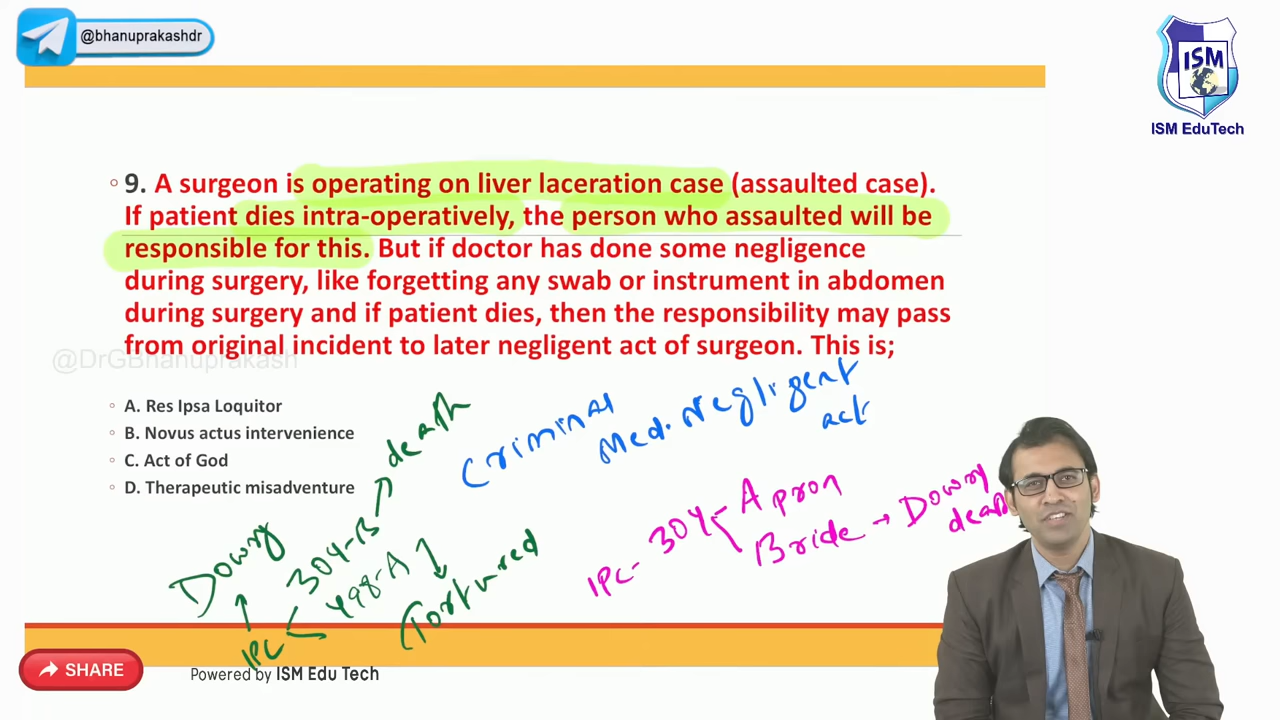 @bhanuprakashdr
ISM
ISM EduTech
9. A surgeon is operating on liver laceration case (assaulted case).
If patient dies intra-operatively, the person who assaulted will be
responsible for this. But if doctor has done some negligence
during surgery, like forgetting any swab or instrument in abdomen
during surgery and if patient dies, then the responsibility may pass
from original incident to later negligent act of surgeon. This is;
@DrGBhanuprakash
A. Res Ipsa Loquitor
B. Novus actus intervenience
C. Act of God
D. Therapeutic misadventure
death
Criminal
Med. Negligent
act
Dowry
304-B
498-A
Tortured
IPC
IPC- 304
Apron
Bride → Dowry
death
SHARE
Powered by ISM Edu Tech